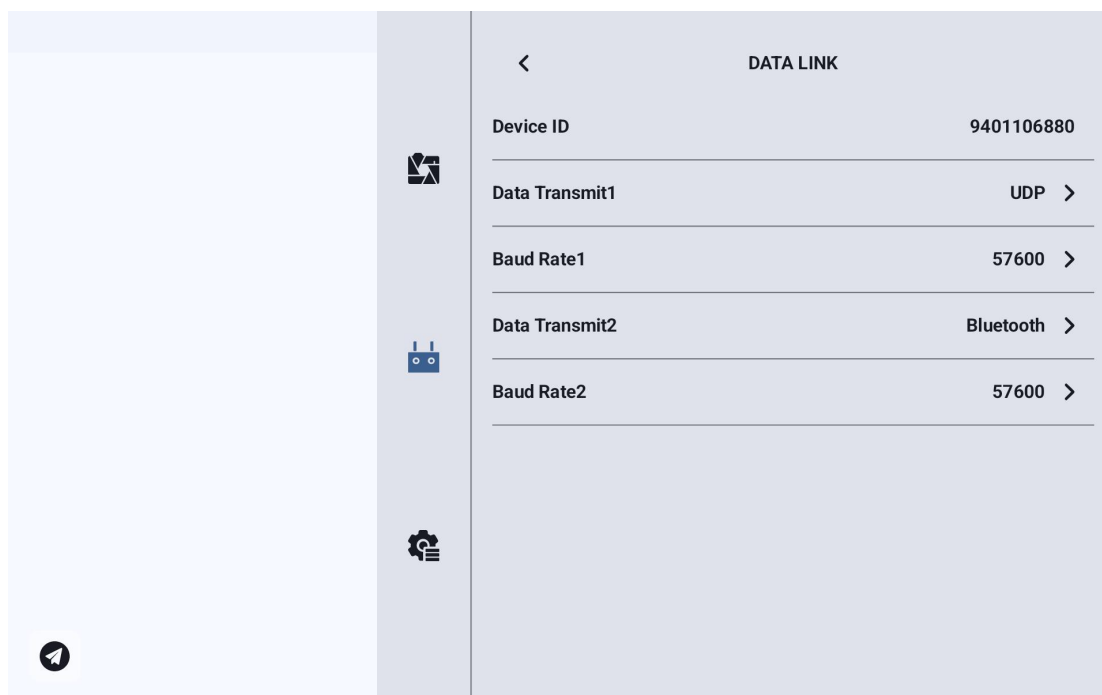 DATA LINK
Device ID 9401106880
Data Transmit1 UDP
Baud Rate1 57600
Data Transmit2 Bluetooth
Baud Rate2 57600